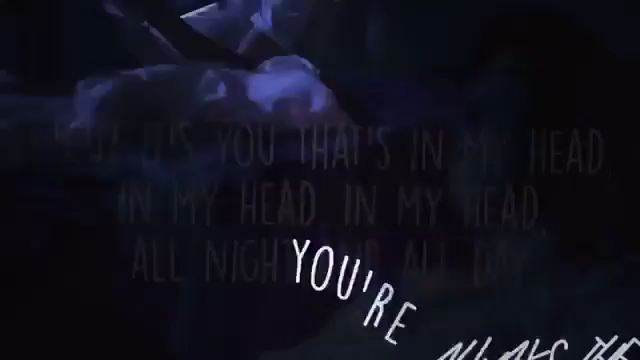 IT'S YOU THAT'S IN MY HEAD,
IN MY HEAD, IN MY HEAD,
ALL NIGHT AND ALL DAY
YOU'RE